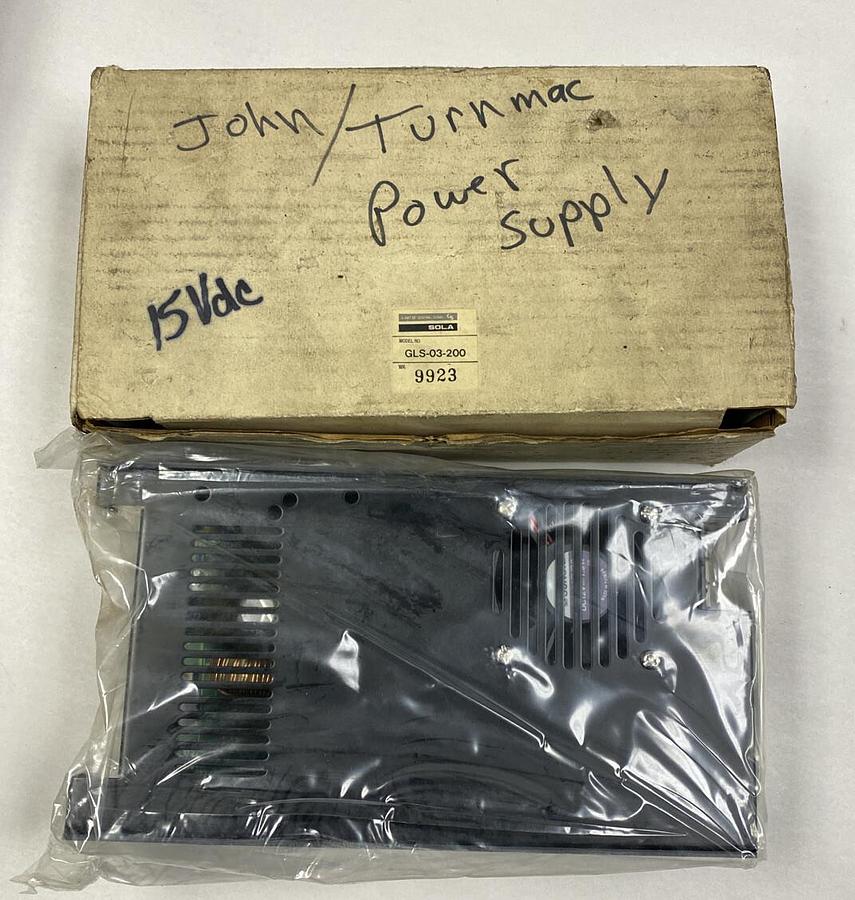 John/Turnmac
Power
Supply
15Vdc
SOLA
MODEL NO.
GLS-03-200
9923